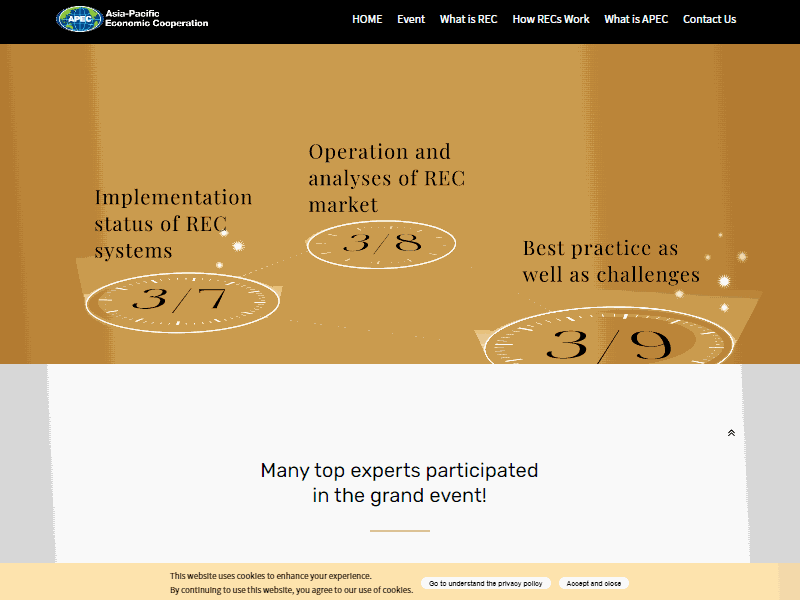 APEC
Asia-Pacific
Economic Cooperation
HOME
Event
What is REC
How RECs Work
What is APEC
Contact Us
Operation and
analyses of REC
market
Implementation
status of REC
systems
Best practice as
well as challenges
3/8
3/7
3/9
Many top experts participated
in the grand event!
This website uses cookies to enhance your experience.
By continuing to use this website, you agree to our use of cookies.
Go to understand the privacy policy
Accept and close